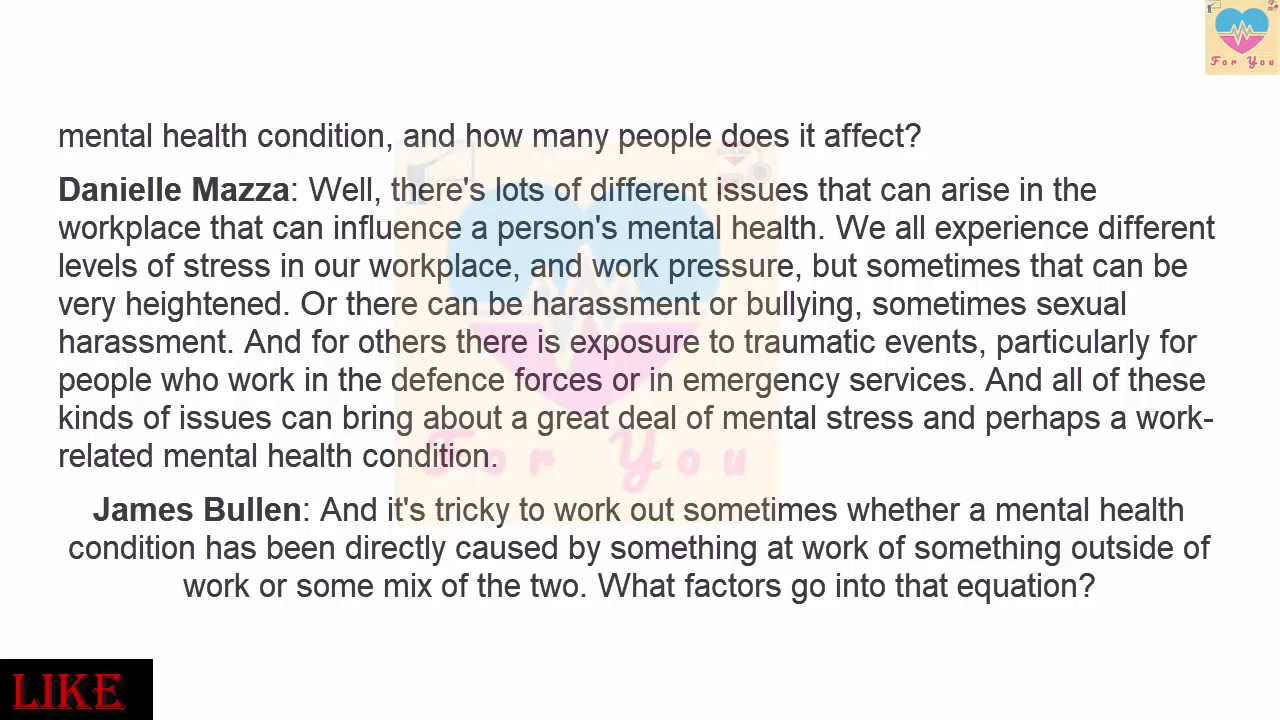 For You
mental health condition, and how many people does it affect?
Danielle Mazza: Well, there's lots of different issues that can arise in the
workplace that can influence a person's mental health. We all experience different
levels of stress in our workplace, and work pressure, but sometimes that can be
very heightened. Or there can be harassment or bullying, sometimes sexual
harassment. And for others there is exposure to traumatic events, particularly for
people who work in the defence forces or in emergency services. And all of these
kinds of issues can bring about a great deal of mental stress and perhaps a work-
related mental health condition.
For You
James Bullen: And it's tricky to work out sometimes whether a mental health
condition has been directly caused by something at work of something outside of
work or some mix of the two. What factors go into that equation?
LIKE